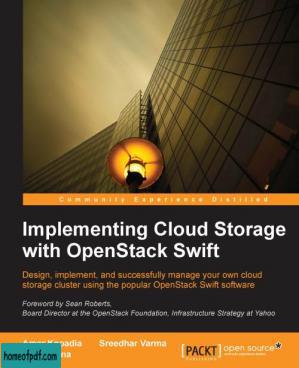 Community Experience Distilled
Implementing Cloud Storage
with OpenStack Swift
Design, implement, and successfully manage your own cloud
storage cluster using the popular OpenStack Swift software
Foreword by Sean Roberts,
Board Director at the OpenStack Foundation, Infrastructure Strategy at Yahoo
Kapadia Sreedhar Varma
homeofpdf.com
PACKT
PUBLISHING
open source